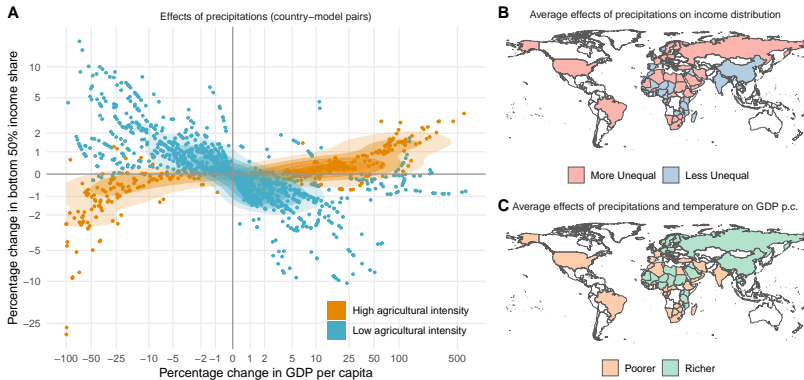 A
Effects of precipitations (country−model pairs)
Percentage change in bottom 50% income share
10
5
2
1
0
−1
−2
−5
−10
−25
High agricultural intensity
Low agricultural intensity
−100 −50 −25 −10 −5 −2 −1 0 1 2 5 10 25 50 100 500
Percentage change in GDP per capita
B
Average effects of precipitations on income distribution
More Unequal Less Unequal
C
Average effects of precipitations and temperature on GDP p.c.
Poorer Richer